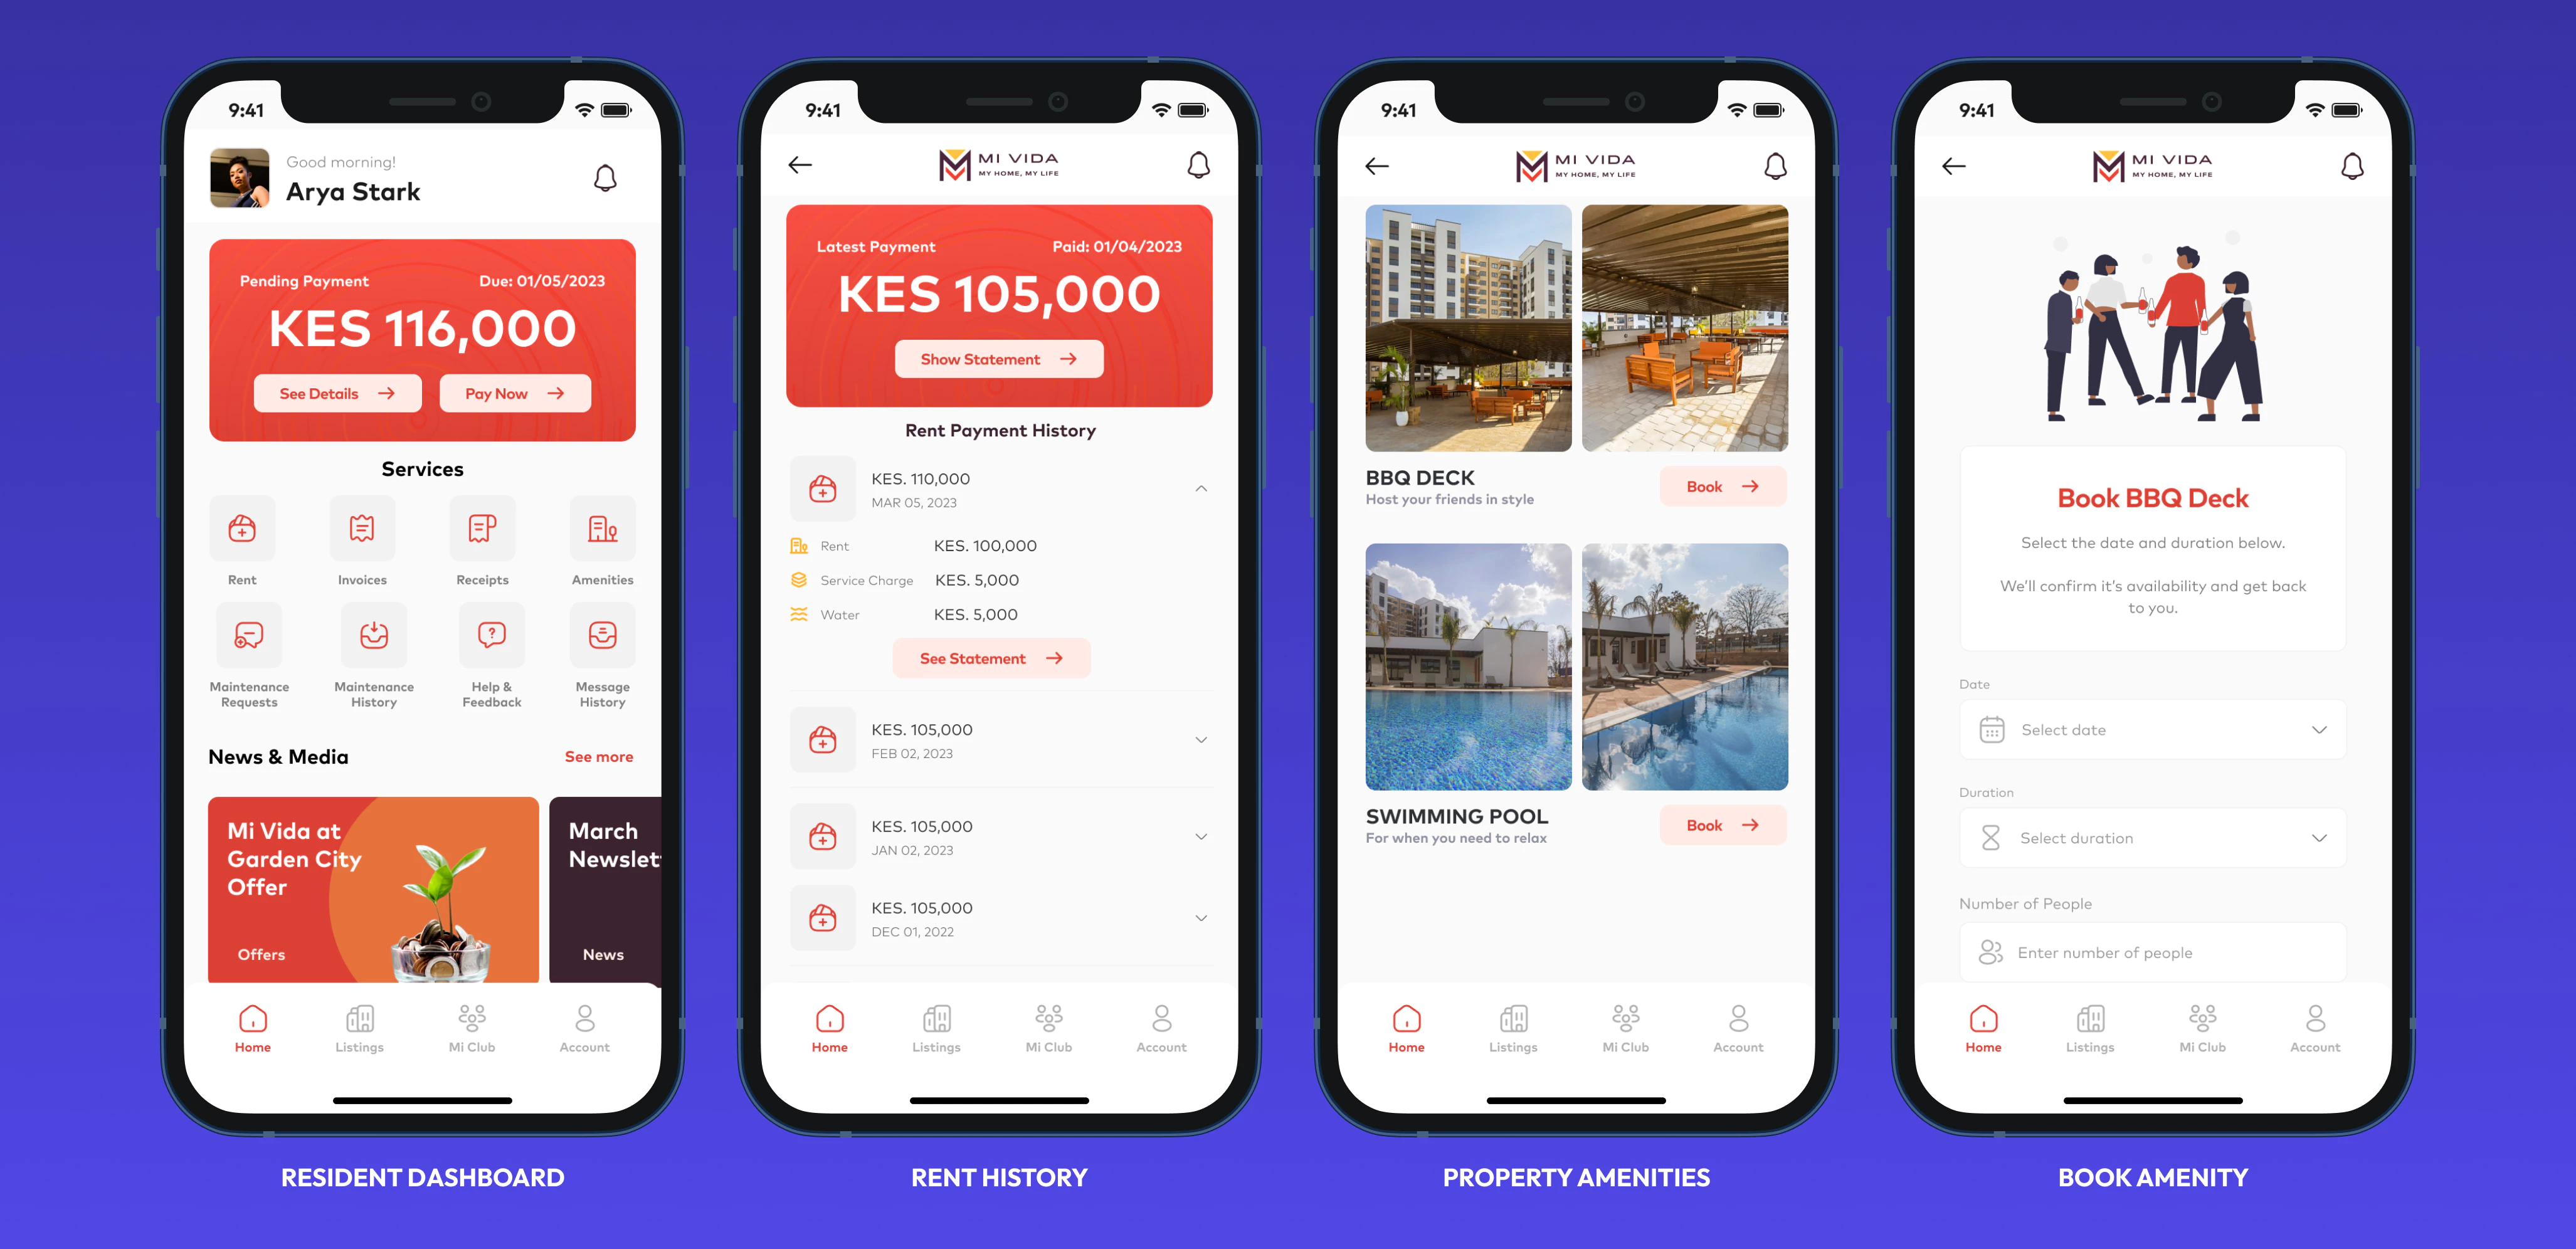 9:41
Good morning!
Arya Stark
Pending Payment Due: 01/05/2023
KES 116,000
See Details Pay Now
Services
Rent Invoices Receipts Amenities
Maintenance Requests
Maintenance History
Help & Feedback
Message History
News & Media See more
Mi Vida at
Garden City
Offer
Offers
March
Newslet
News
Home Listings Mi Club Account
RESIDENT DASHBOARD
9:41
MI VIDA
MY HOME, MY LIFE
Latest Payment Paid: 01/04/2023
KES 105,000
Show Statement
Rent Payment History
KES. 110,000
MAR 05, 2023
Rent KES. 100,000
Service Charge KES. 5,000
Water KES. 5,000
See Statement
KES. 105,000
FEB 02, 2023
KES. 105,000
JAN 02, 2023
KES. 105,000
DEC 01, 2022
Home Listings Mi Club Account
RENT HISTORY
9:41
MI VIDA
MY HOME, MY LIFE
BBQ DECK
Host your friends in style
Book
SWIMMING POOL
For when you need to relax
Book
Home Listings Mi Club Account
PROPERTY AMENITIES
9:41
MI VIDA
MY HOME, MY LIFE
Book BBQ Deck
Select the date and duration below.
We'll confirm it's availability and get back
to you.
Date
Select date
Duration
Select duration
Number of People
Enter number of people
Home Listings Mi Club Account
BOOK AMENITY